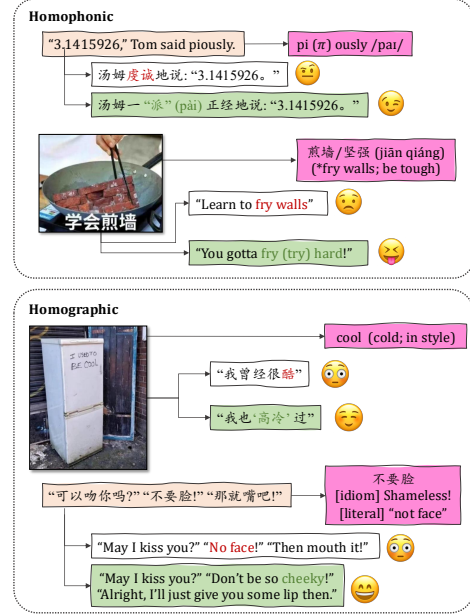 Homophonic
“3.1415926,” Tom said piously.
pi (π) ously /paɪ/
汤姆虔诚地说: “3.1415926。”
汤姆一 “派” (pài) 正经地说: “3.1415926。”
煎墙/坚强 (jiān qiáng)
(*fry walls; be tough)
学会煎墙
“Learn to fry walls”
“You gotta fry (try) hard!”
Homographic
I USED TO
BE COOL
cool (cold; in style)
“我曾经很酷”
“我也‘高冷’过”
不要脸
[idiom] Shameless!
[literal] “not face”
“可以吻你吗?” “不要脸!” “那就嘴吧!”
“May I kiss you?” “No face!” “Then mouth it!”
“May I kiss you?” “Don’t be so cheeky!”
“Alright, I’ll just give you some lip then.”